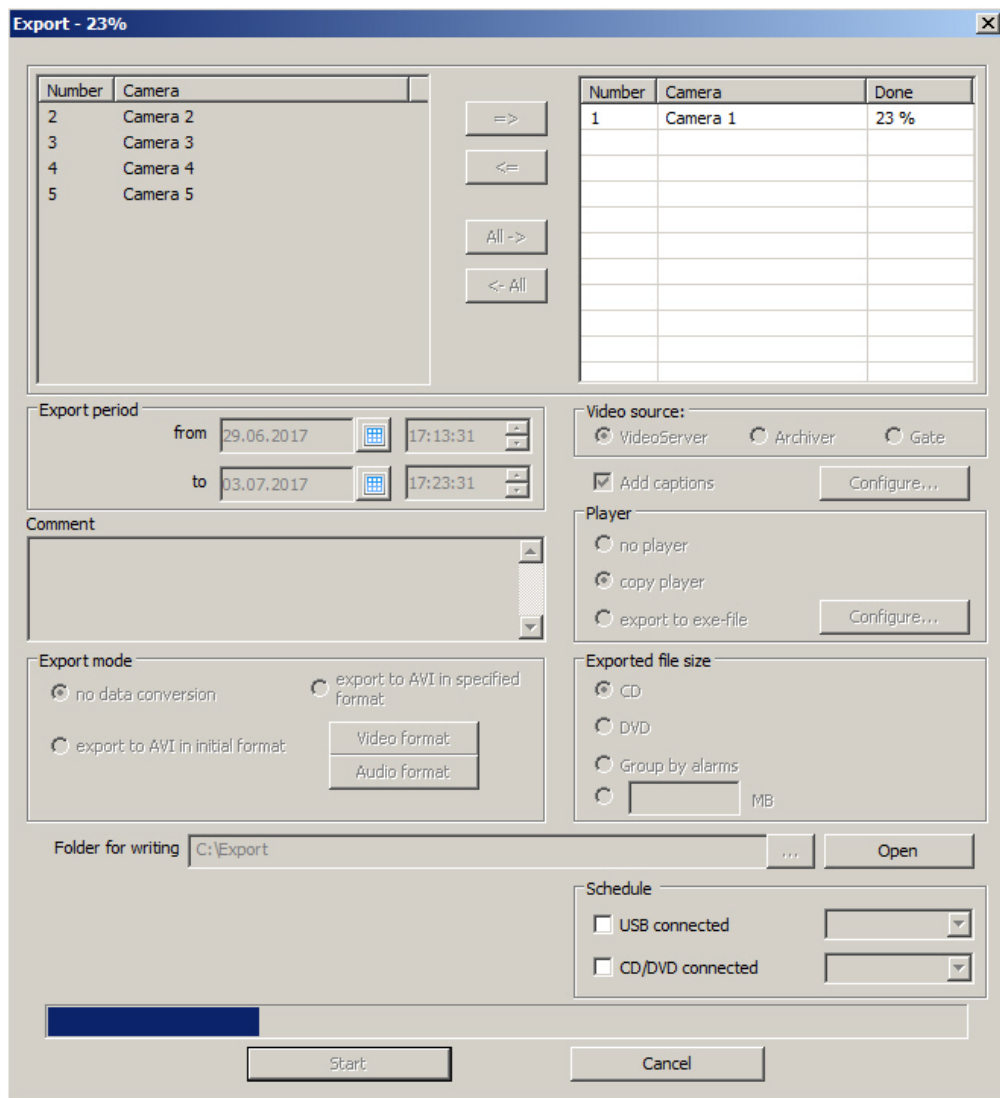 Export - 23%
Number Camera
2 Camera 2
3 Camera 3
4 Camera 4
5 Camera 5
=>
<=
All ->
<- All
Number Camera Done
1 Camera 1 23 %
Export period
from 29.06.2017 17:13:31
to 03.07.2017 17:23:31
Video source:
VideoServer Archiver Gate
Add captions Configure...
Comment
Player
no player
copy player
export to exe-file Configure...
Export mode
no data conversion
export to AVI in specified
format
export to AVI in initial format
Video format
Audio format
Exported file size
CD
DVD
Group by alarms
MB
Folder for writing C:\Export ... Open
Schedule
USB connected
CD/DVD connected
Start Cancel